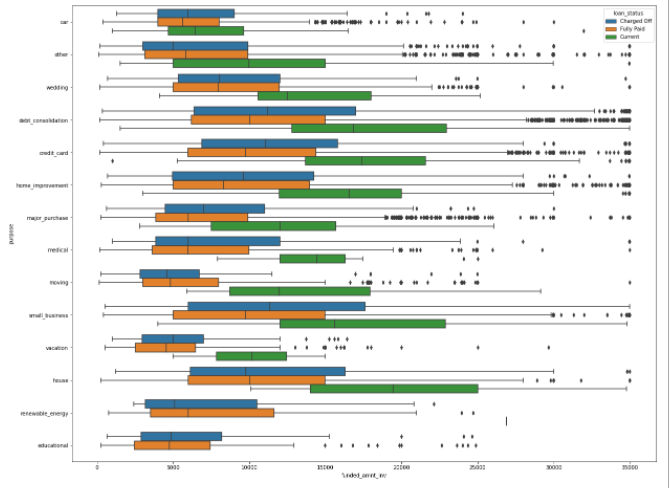 loan_status
Charged Off
Fully Paid
Current
car
other
wedding
debt_consolidation
credit_card
home_improvement
major_purchase
medical
moving
small_business
vacation
house
renewable_energy
educational
purpose
0
5000
10000
15000
20000
25000
30000
35000
funded_amnt_inv